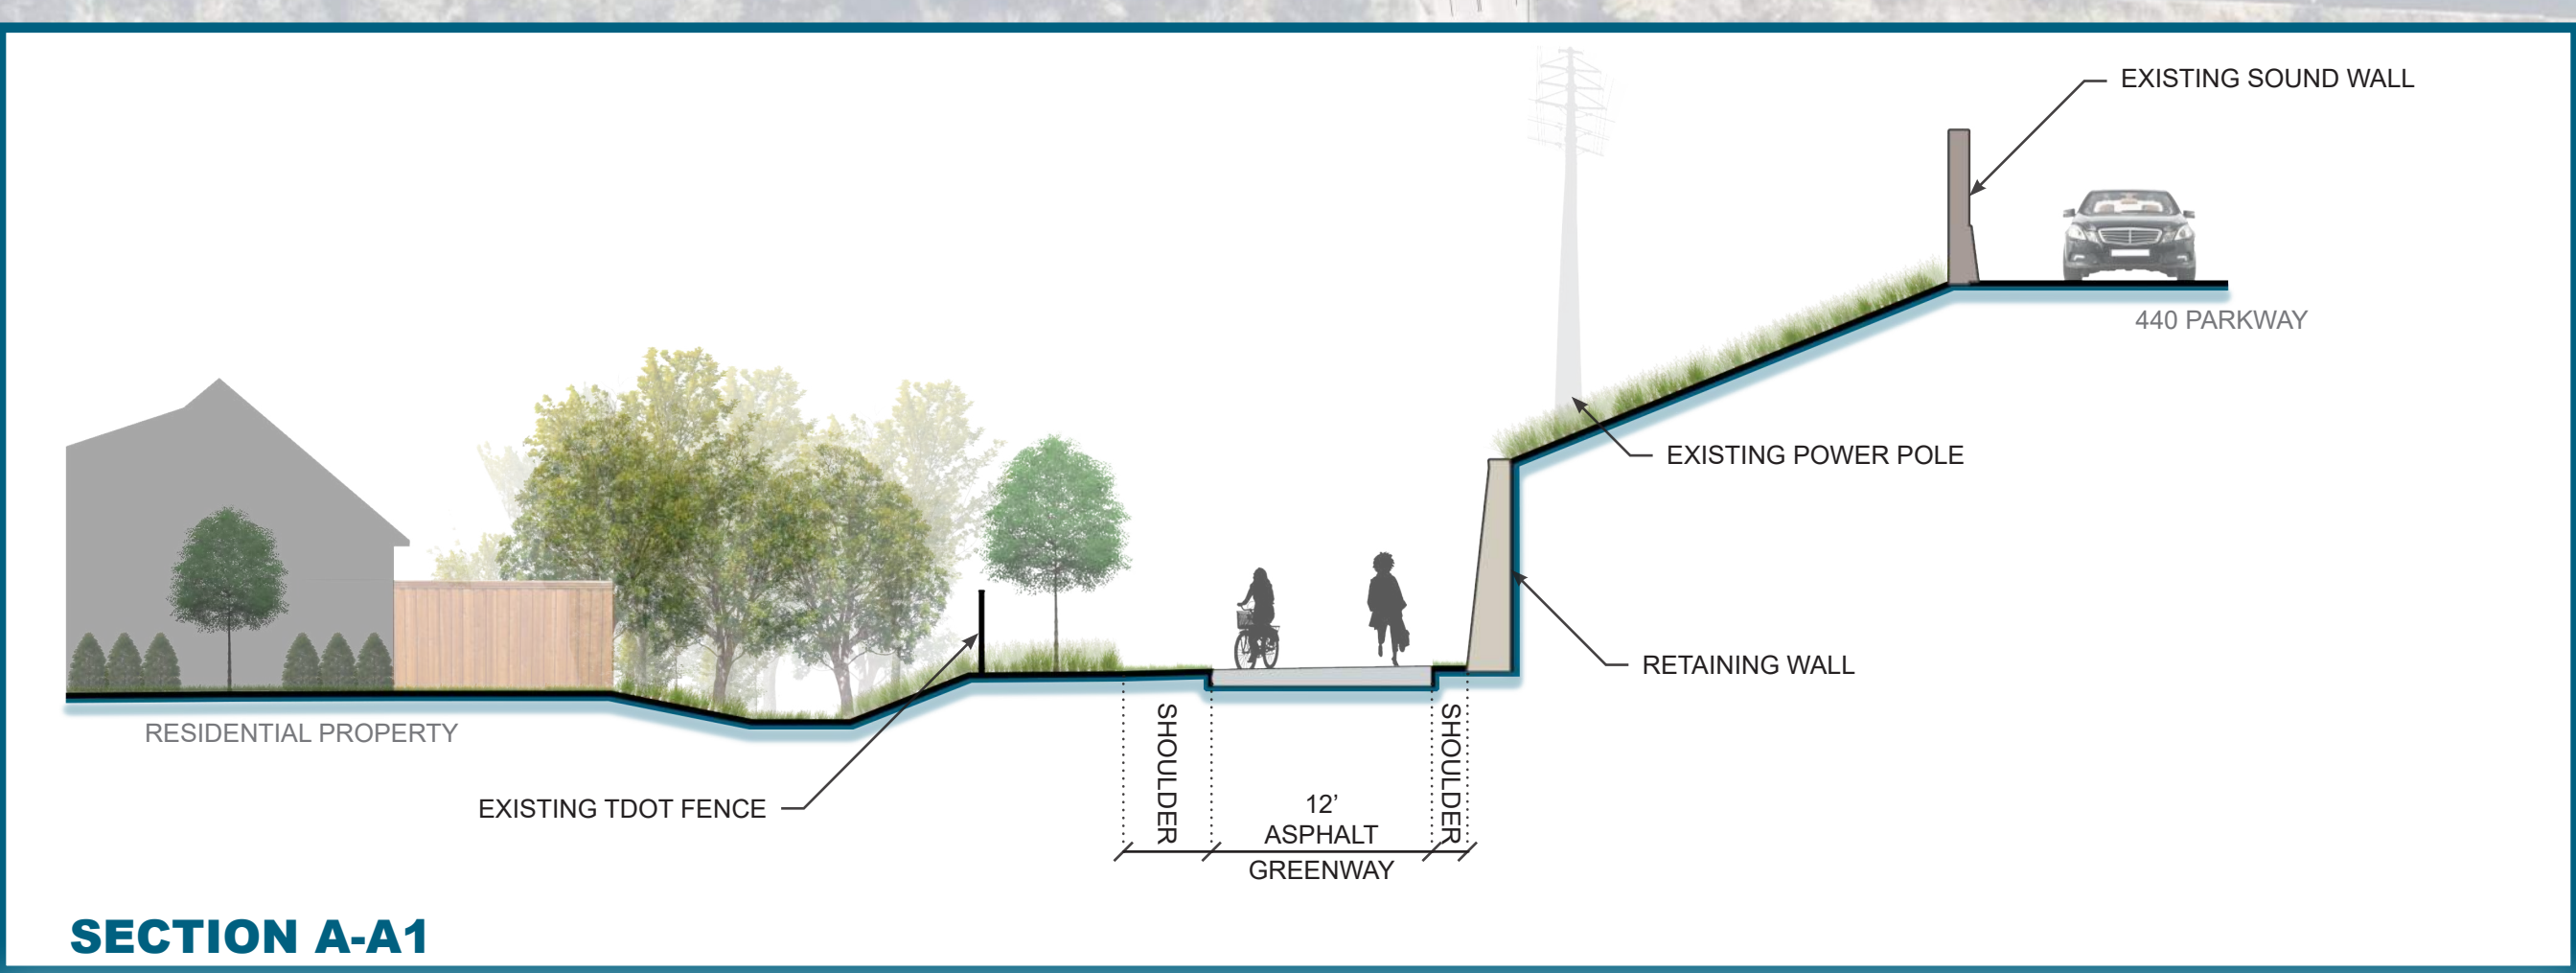 EXISTING SOUND WALL
440 PARKWAY
EXISTING POWER POLE
RETAINING WALL
RESIDENTIAL PROPERTY
EXISTING TDOT FENCE
SHOULDER
12’
ASPHALT
SHOULDER
GREENWAY
SECTION A-A1